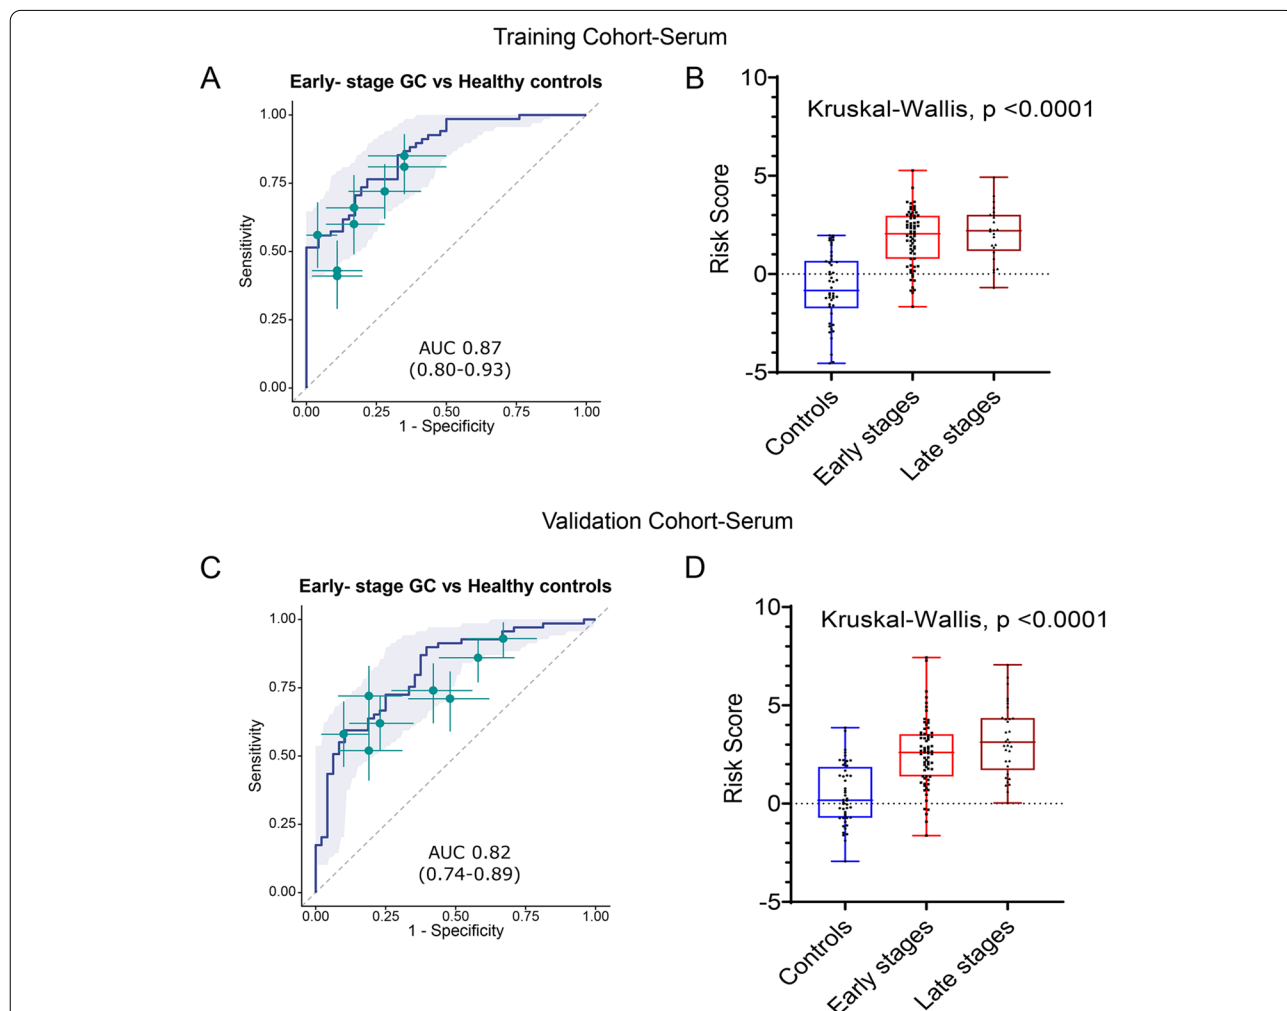 Training Cohort-Serum
A
Early- stage GC vs Healthy controls
1.00
0.75
0.50
0.25
0.00
Sensitivity
AUC 0.87
(0.80-0.93)
0.00 0.25 0.50 0.75 1.00
1 - Specificity
B
Kruskal-Wallis, p <0.0001
10
5
0
-5
Risk Score
Controls
Early stages
Late stages
Validation Cohort-Serum
C
Early- stage GC vs Healthy controls
1.00
0.75
0.50
0.25
0.00
Sensitivity
AUC 0.82
(0.74-0.89)
0.00 0.25 0.50 0.75 1.00
1 - Specificity
D
Kruskal-Wallis, p <0.0001
10
5
0
-5
Risk Score
Controls
Early stages
Late stages